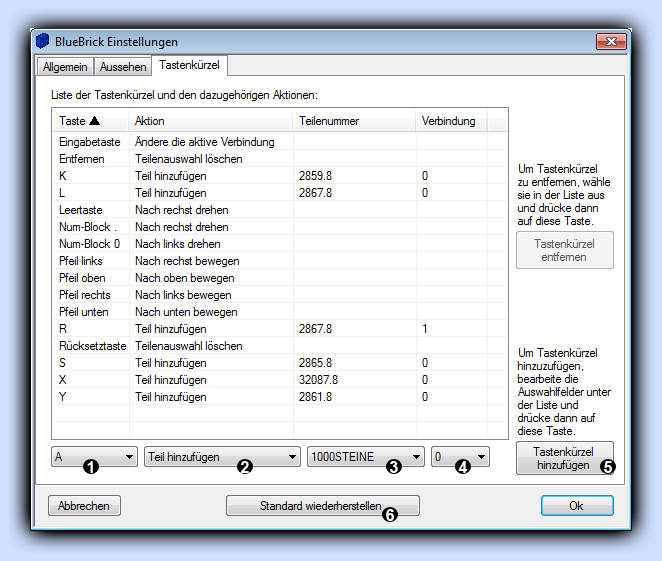 BlueBrick Einstellungen
Allgemein Aussehen Tastenkürzel
Liste der Tastenkürzel und den dazugehörigen Aktionen:
Taste Aktion Teilenummer Verbindung
Eingabetaste Ändere die aktive Verbindung
Entfernen Teilenauswahl löschen
K Teil hinzufügen 2859.8 0
L Teil hinzufügen 2867.8 0
Leertaste Nach rechst drehen
Num-Block . Nach rechst drehen
Num-Block 0 Nach links drehen
Pfeil links Nach rechst bewegen
Pfeil oben Nach oben bewegen
Pfeil rechts Nach links bewegen
Pfeil unten Nach unten bewegen
R Teil hinzufügen 2867.8 1
Rücksetztaste Teilenauswahl löschen
S Teil hinzufügen 2865.8 0
X Teil hinzufügen 32087.8 0
Y Teil hinzufügen 2861.8 0
Um Tastenkürzel
zu entfernen, wähle
sie in der Liste aus
und drücke dann
auf diese Taste.
Tastenkürzel
entfernen
Um Tastenkürzel
hinzuzufügen,
bearbeite die
Auswahlfelder unter
der Liste und
drücke dann auf
diese Taste.
A 1 Teil hinzufügen 2 1000STEINE 3 0 4
Tastenkürzel
hinzufügen 5
Abbrechen Standard wiederherstellen 6 Ok